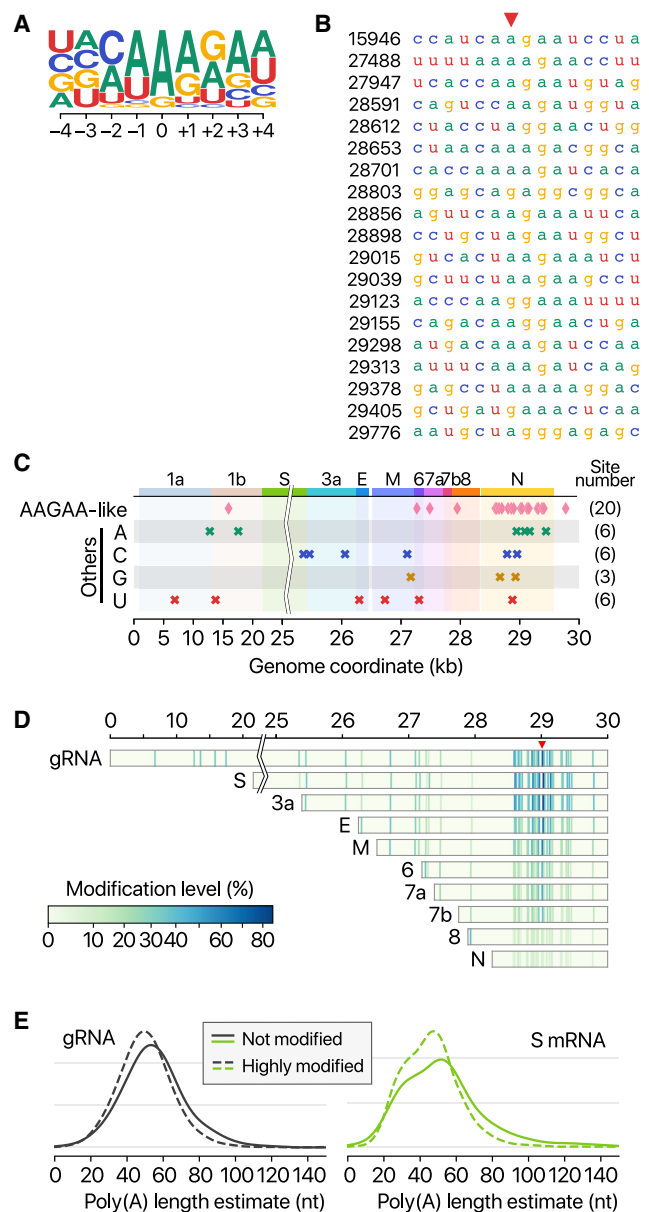 A
UACAAAGAA
−4 −3 −2 −1 0 +1 +2 +3 +4
B
15946 c c a u c a a g a a u c c u a
27488 u u u u a a a a g a a c c u u
27947 u c u a c a a g a a u g u a g
28591 c a g u c c a a g a u g g u a
28612 c u a c c u a g g a a c u g g
28653 c u a a c a a a g a c g g c a
28701 c a c c a a a a g a u c a c a
28803 g g a g c a g a g g c g g c a
28856 a g u u c a a g a a a u u c a
28898 c c u g c u a g a a u g g c u
29015 g u c a c u a a g a a a u c u
29039 g c u u c u a a g a a g c c u
29123 a c c c a a g g a a a u u u u
29155 c a g a c a a g g a a c u g a
29298 a u g a c a a a g a u c c a a
29313 a u u u c a a a g a u c a a g
29378 g a g c c u a a a a a g g a c
29405 g c u g a u g a a a c u c a a
29776 a a u g c u a g g g a g a g c
C
1a 1b S 3a E M 6 7a 7b 8 N Site number
AAGAA-like (20)
Others
A (6)
C (6)
G (3)
U (6)
0 5 10 15 20 25 26 27 28 29 30
Genome coordinate (kb)
D
0 10 20 25 26 27 28 29 30
gRNA
S
3a
E
M
6
7a
7b
8
N
Modification level (%)
0 10 20 30 40 60 80
E
gRNA
Not modified
Highly modified
S mRNA
0 20 40 60 80 100 120 140
Poly(A) length estimate (nt)
0 20 40 60 80 100 120 140
Poly(A) length estimate (nt)